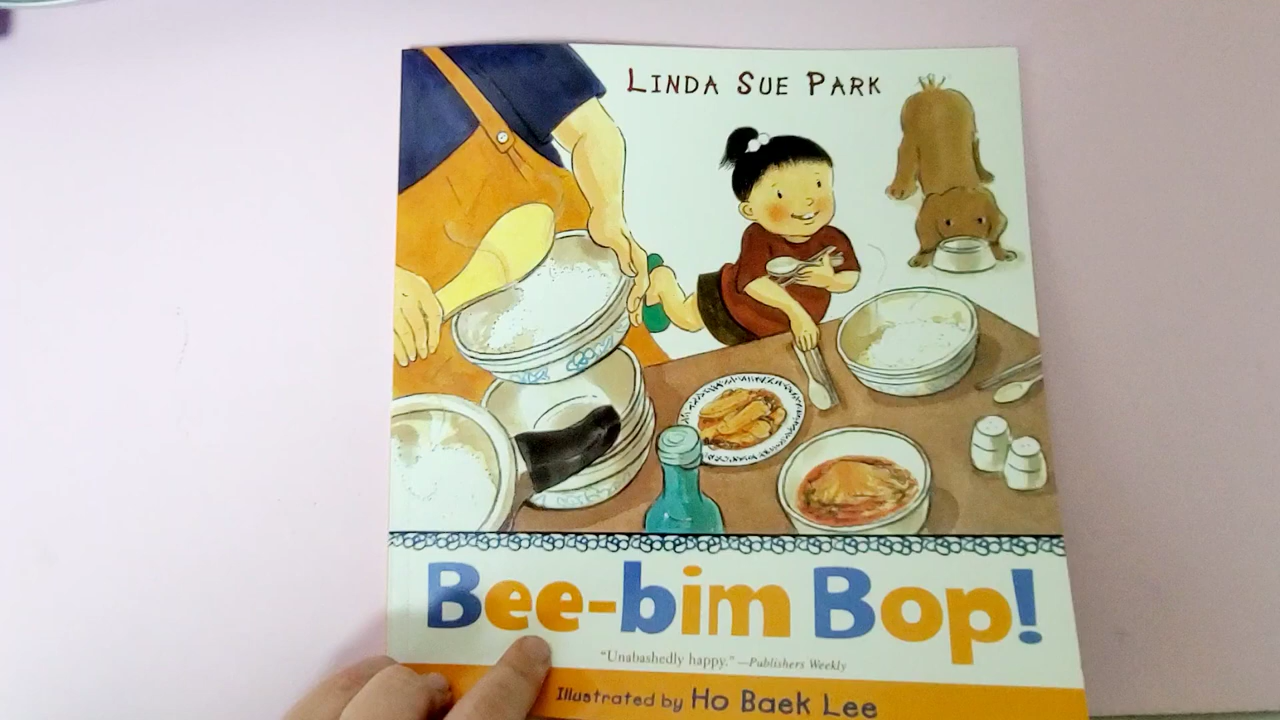 LINDA SUE PARK
Bee-bim Bop!
"Unabashedly happy." —Publishers Weekly
Illustrated by Ho Baek Lee